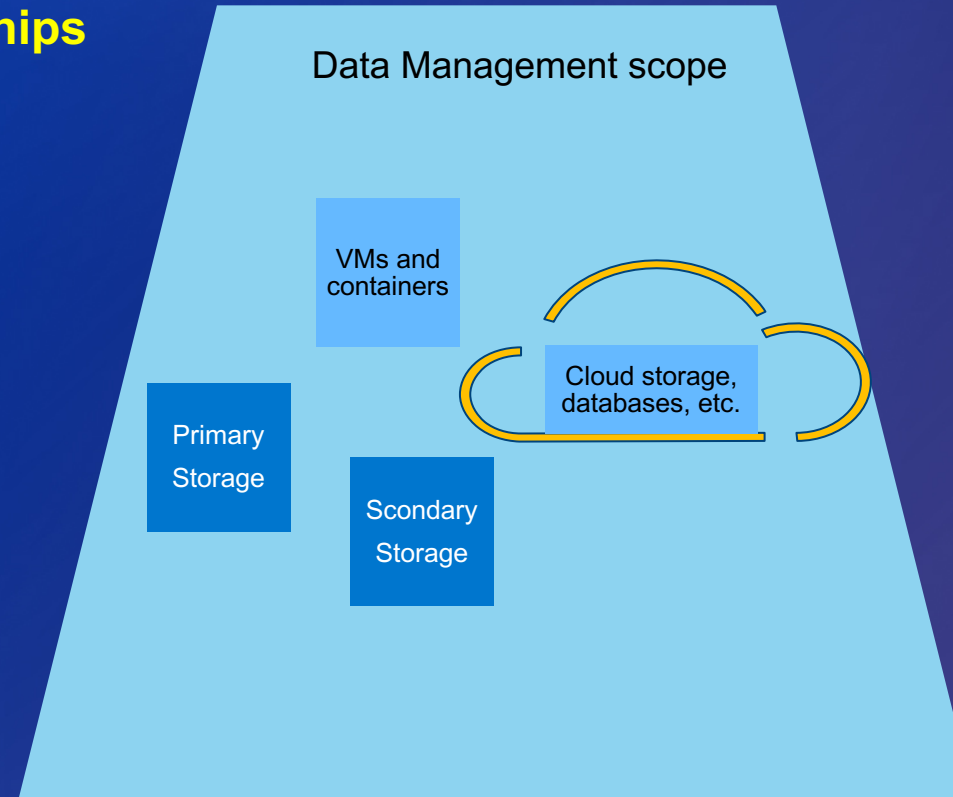 hips
Data Management scope
VMs and
containers
Cloud storage,
databases, etc.
Primary
Storage
Scondary
Storage